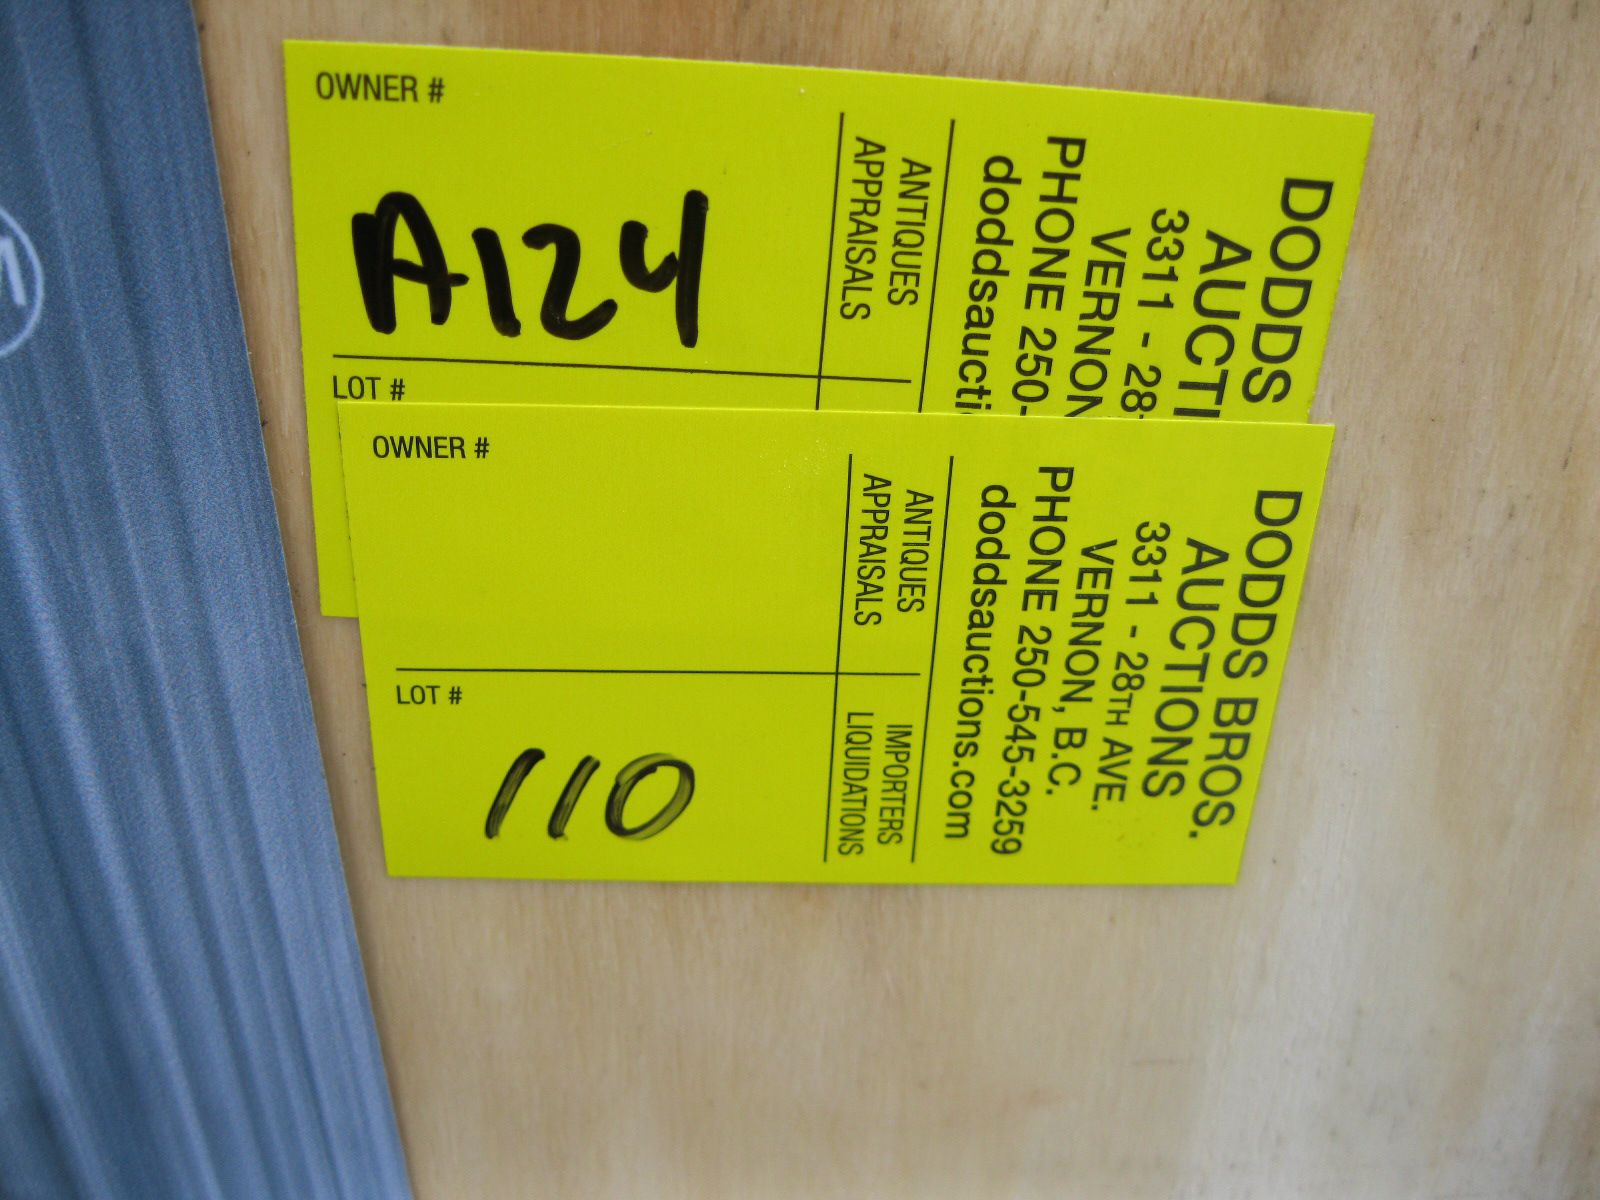 OWNER #
A124
LOT #
ANTIQUES
APPRAISALS
DODDS
AUCTI
3311 - 28
VERNON
PHONE 250-
doddsaucti
OWNER #
LOT #
110
ANTIQUES IMPORTERS
APPRAISALS LIQUIDATIONS
DODDS BROS.
AUCTIONS
3311 - 28TH AVE.
VERNON, B.C.
PHONE 250-545-3259
doddsauctions.com